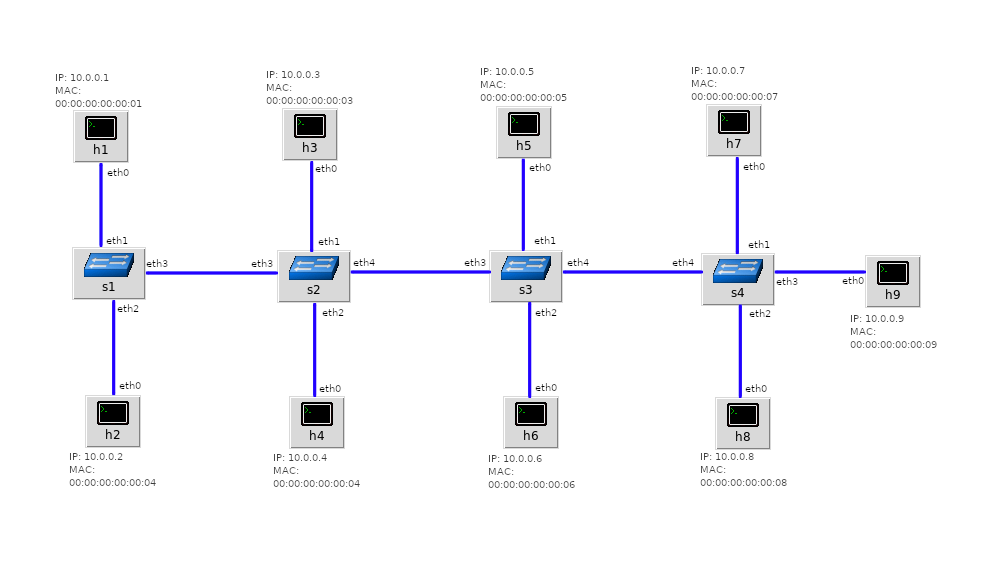 IP: 10.0.0.1
MAC:
00:00:00:00:00:01
h1
eth0
IP: 10.0.0.3
MAC:
00:00:00:00:00:03
h3
eth0
IP: 10.0.0.5
MAC:
00:00:00:00:00:05
h5
eth0
IP: 10.0.0.7
MAC:
00:00:00:00:00:07
h7
eth0
eth1
eth3
s1
eth2
eth1
eth3
eth4
s2
eth2
eth1
eth3
eth4
s3
eth2
eth1
eth4
eth3
s4
eth2
eth0
h9
IP: 10.0.0.9
MAC:
00:00:00:00:00:09
eth0
h2
IP: 10.0.0.2
MAC:
00:00:00:00:00:04
eth0
h4
IP: 10.0.0.4
MAC:
00:00:00:00:00:04
eth0
h6
IP: 10.0.0.6
MAC:
00:00:00:00:00:06
eth0
h8
IP: 10.0.0.8
MAC:
00:00:00:00:00:08